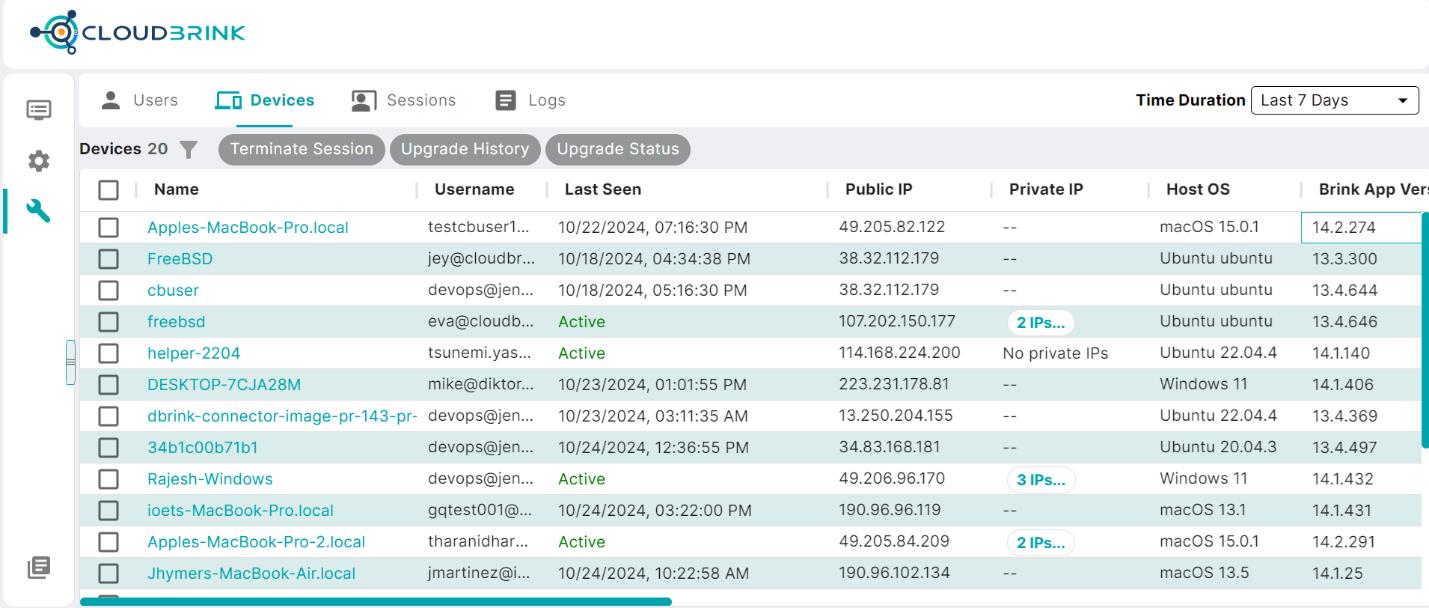 CLOUDBRINK
Users Devices Sessions Logs Time Duration Last 7 Days
Devices 20 Terminate Session Upgrade History Upgrade Status
Name Username Last Seen Public IP Private IP Host OS Brink App Vers
Apples-MacBook-Pro.local testcbuser1... 10/22/2024, 07:16:30 PM 49.205.82.122 -- macOS 15.0.1 14.2.274
FreeBSD jey@cloudbr... 10/18/2024, 04:34:38 PM 38.32.112.179 -- Ubuntu ubuntu 13.3.300
cbuser devops@jen... 10/18/2024, 05:16:30 PM 38.32.112.179 -- Ubuntu ubuntu 13.4.644
freebsd eva@cloudb... Active 107.202.150.177 2 IPs... Ubuntu ubuntu 13.4.646
helper-2204 tsunemi.yas... Active 114.168.224.200 No private IPs Ubuntu 22.04.4 14.1.140
DESKTOP-7CJA28M mike@diktor... 10/23/2024, 01:01:55 PM 223.231.178.81 -- Windows 11 14.1.406
dbrink-connector-image-pr-143-pr- devops@jen... 10/23/2024, 03:11:35 AM 13.250.204.155 -- Ubuntu 22.04.4 13.4.369
34b1c00b71b1 devops@jen... 10/24/2024, 12:36:55 PM 34.83.168.181 -- Ubuntu 20.04.3 13.4.497
Rajesh-Windows devops@jen... Active 49.206.96.170 3 IPs... Windows 11 14.1.432
ioets-MacBook-Pro.local gqtest001@... 10/24/2024, 03:22:00 PM 190.96.96.119 -- macOS 13.1 14.1.431
Apples-MacBook-Pro-2.local tharanidhar... Active 49.205.84.209 2 IPs... macOS 15.0.1 14.2.291
Jhymers-MacBook-Air.local jmartinez@i... 10/24/2024, 10:22:58 AM 190.96.102.134 -- macOS 13.5 14.1.25